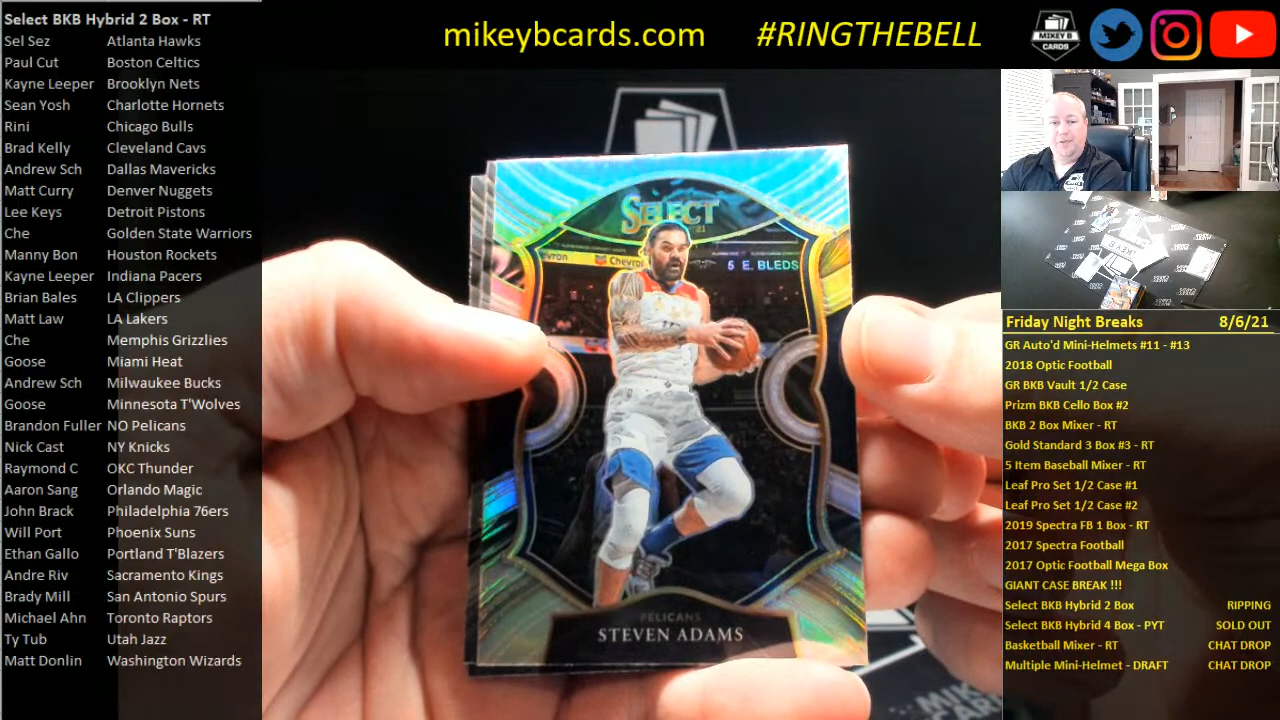 Select BKB Hybrid 2 Box - RT
Sel Sez Atlanta Hawks
Paul Cut Boston Celtics
Kayne Leeper Brooklyn Nets
Sean Yosh Charlotte Hornets
Rini Chicago Bulls
Brad Kelly Cleveland Cavs
Andrew Sch Dallas Mavericks
Matt Curry Denver Nuggets
Lee Keys Detroit Pistons
Che Golden State Warriors
Manny Bon Houston Rockets
Kayne Leeper Indiana Pacers
Brian Bales LA Clippers
Matt Law LA Lakers
Che Memphis Grizzlies
Goose Miami Heat
Andrew Sch Milwaukee Bucks
Goose Minnesota T'Wolves
Brandon Fuller NO Pelicans
Nick Cast NY Knicks
Raymond C OKC Thunder
Aaron Sang Orlando Magic
John Brack Philadelphia 76ers
Will Port Phoenix Suns
Ethan Gallo Portland T'Blazers
Andre Riv Sacramento Kings
Brady Mill San Antonio Spurs
Michael Ahn Toronto Raptors
Ty Tub Utah Jazz
Matt Donlin Washington Wizards
mikeybcards.com #RINGTHEBELL
MIKEY B
CARDS
SELECT
Chevron
5 E. BLEDS
PELICANS
STEVEN ADAMS
MIKEY B
Friday Night Breaks 8/6/21
GR Auto'd Mini-Helmets #11 - #13
2018 Optic Football
GR BKB Vault 1/2 Case
Prizm BKB Cello Box #2
BKB 2 Box Mixer - RT
Gold Standard 3 Box #3 - RT
5 Item Baseball Mixer - RT
Leaf Pro Set 1/2 Case #1
Leaf Pro Set 1/2 Case #2
2019 Spectra FB 1 Box - RT
2017 Spectra Football
2017 Optic Football Mega Box
GIANT CASE BREAK !!!
Select BKB Hybrid 2 Box RIPPING
Select BKB Hybrid 4 Box - PYT SOLD OUT
Basketball Mixer - RT CHAT DROP
Multiple Mini-Helmet - DRAFT CHAT DROP